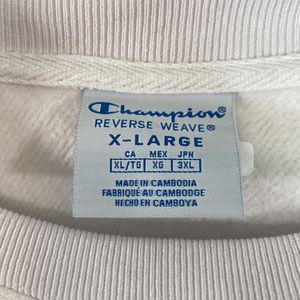 Champion®
REVERSE WEAVE®
X-LARGE
CA MEX JPN
XL/TG XG 3XL
MADE IN CAMBODIA
FABRIQUÉ AU CAMBODGE
HECHO EN CAMBOYA